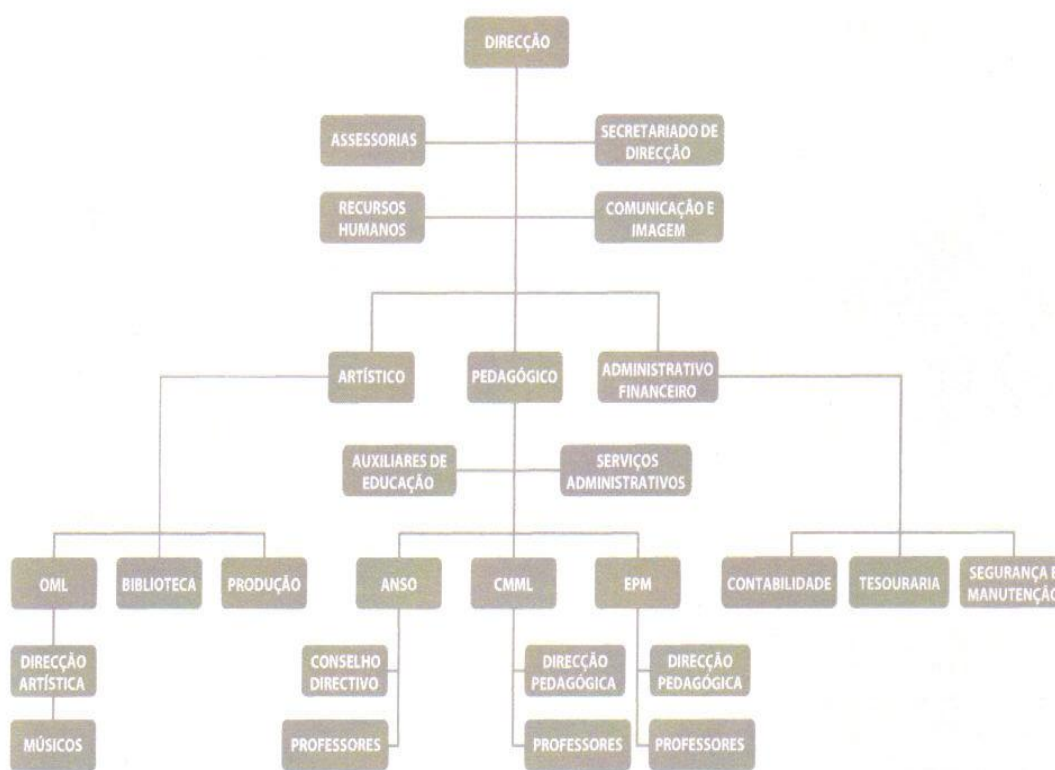 DIRECÇÃO
ASSESSORIAS
SECRETARIADO DE
DIRECÇÃO
RECURSOS
HUMANOS
COMUNICAÇÃO E
IMAGEM
ARTÍSTICO
PEDAGÓGICO
ADMINISTRATIVO
FINANCEIRO
AUXILIARES DE
EDUCAÇÃO
SERVIÇOS
ADMINISTRATIVOS
OML
BIBLIOTECA
PRODUÇÃO
ANSO
CMML
EPM
CONTABILIDADE
TESOURARIA
SEGURANÇA E
MANUTENÇÃO
DIRECÇÃO
ARTÍSTICA
CONSELHO
DIRECTIVO
DIRECÇÃO
PEDAGÓGICA
DIRECÇÃO
PEDAGÓGICA
MÚSICOS
PROFESSORES
PROFESSORES
PROFESSORES